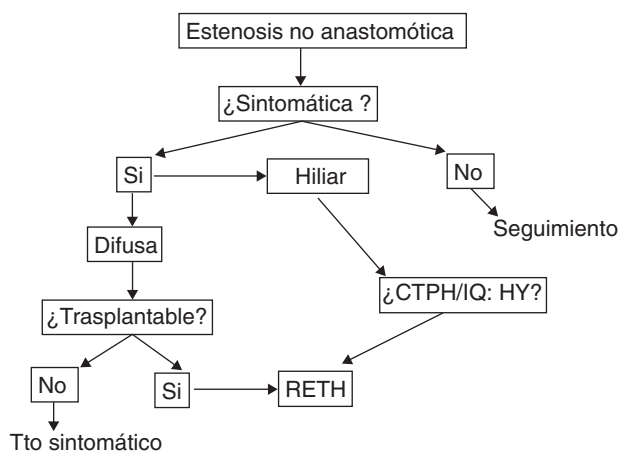 Estenosis no anastomótica
¿Sintomática ?
Si
Hiliar
No
Seguimiento
Difusa
¿CTPH/IQ: HY?
¿Trasplantable?
No
Si
RETH
Tto sintomático